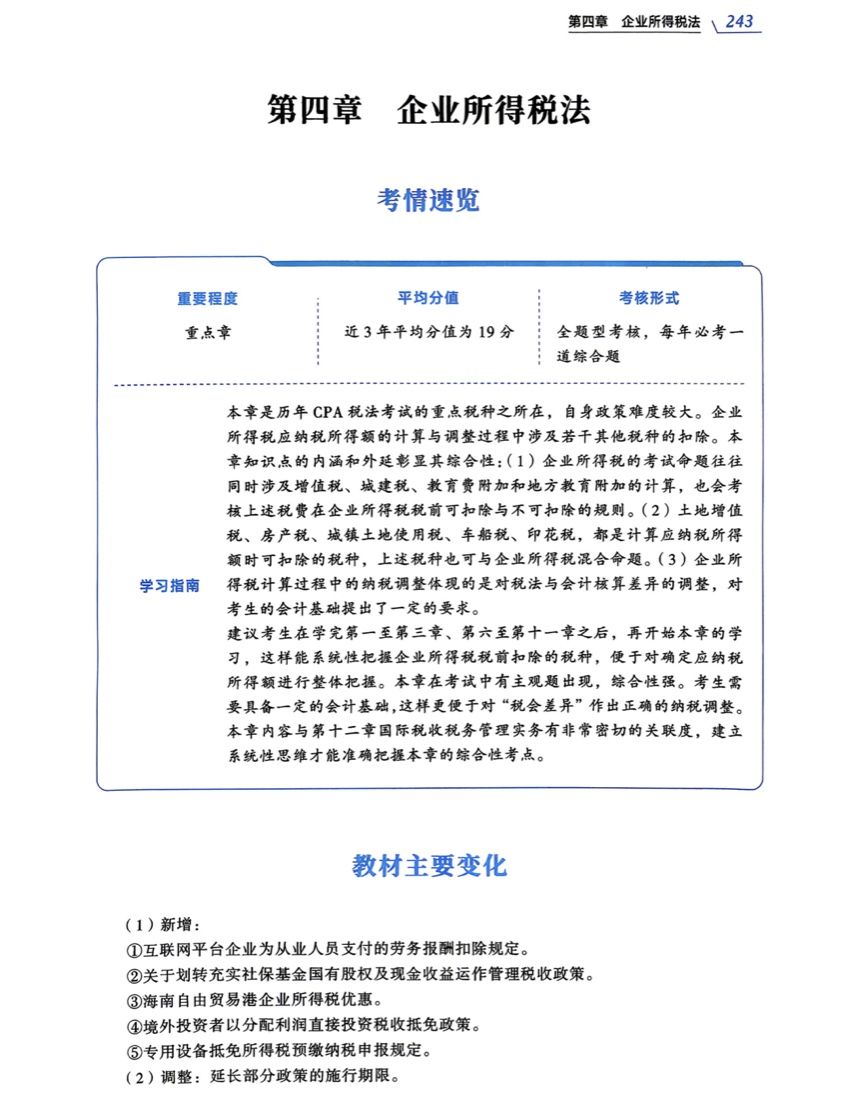 第四章 企业所得税法 243
第四章 企业所得税法
考情速览
重要程度 平均分值 考核形式
重点章 近3年平均分值为19分 全题型考核，每年必考一
道综合题
学习指南
本章是历年CPA税法考试的重点税种之所在，自身政策难度较大。企业
所得税应纳税所得额的计算与调整过程中涉及若干其他税种的扣除。本
章知识点的内涵和外延彰显其综合性：（1）企业所得税的考试命题往往
同时涉及增值税、城建税、教育费附加和地方教育附加的计算，也会考
核上述税费在企业所得税税前可扣除与不可扣除的规则。（2）土地增值
税、房产税、城镇土地使用税、车船税、印花税，都是计算应纳税所得
额时可扣除的税种，上述税种也可与企业所得税混合命题。（3）企业所
得税计算过程中的纳税调整体现的是对税法与会计核算差异的调整，对
考生的会计基础提出了一定的要求。
建议考生在学完第一至第三章、第六至第十一章之后，再开始本章的学
习，这样能系统性把握企业所得税税前扣除的税种，便于对确定应纳税
所得额进行整体把握。本章在考试中有主观题出现，综合性强。考生需
要具备一定的会计基础，这样更便于对“税会差异”作出正确的纳税调整。
本章内容与第十二章国际税收税务管理实务有非常密切的关联度，建立
系统性思维才能准确把握本章的综合性考点。
教材主要变化
（1）新增：
①互联网平台企业为从业人员支付的劳务报酬扣除规定。
②关于划转充实社保基金国有股权及现金收益运作管理税收政策。
③海南自由贸易港企业所得税优惠。
④境外投资者以分配利润直接投资税收抵免政策。
⑤专用设备抵免所得税预缴纳税申报规定。
（2）调整：延长部分政策的施行期限。